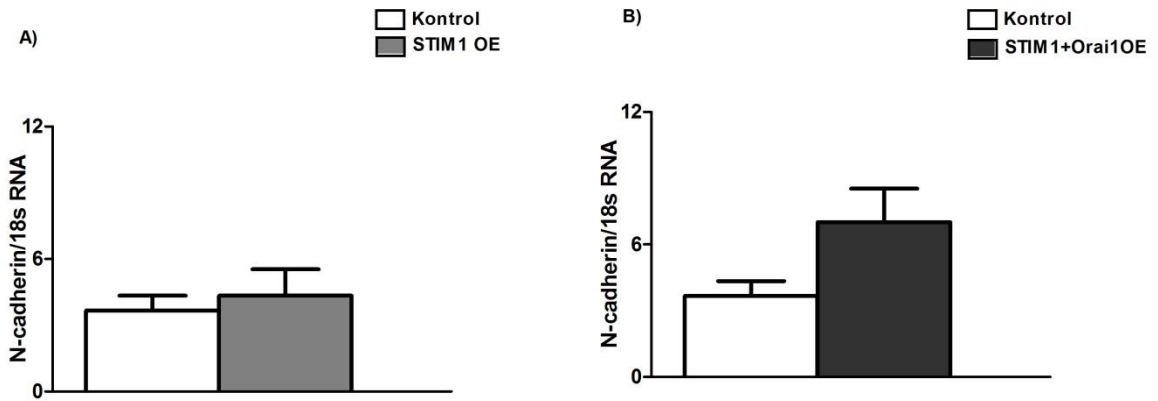 A)
Kontrol
STIM1 OE
N-cadherin/18s RNA
12
6
0
B)
Kontrol
STIM1+Orai1OE
N-cadherin/18s RNA
12
6
0